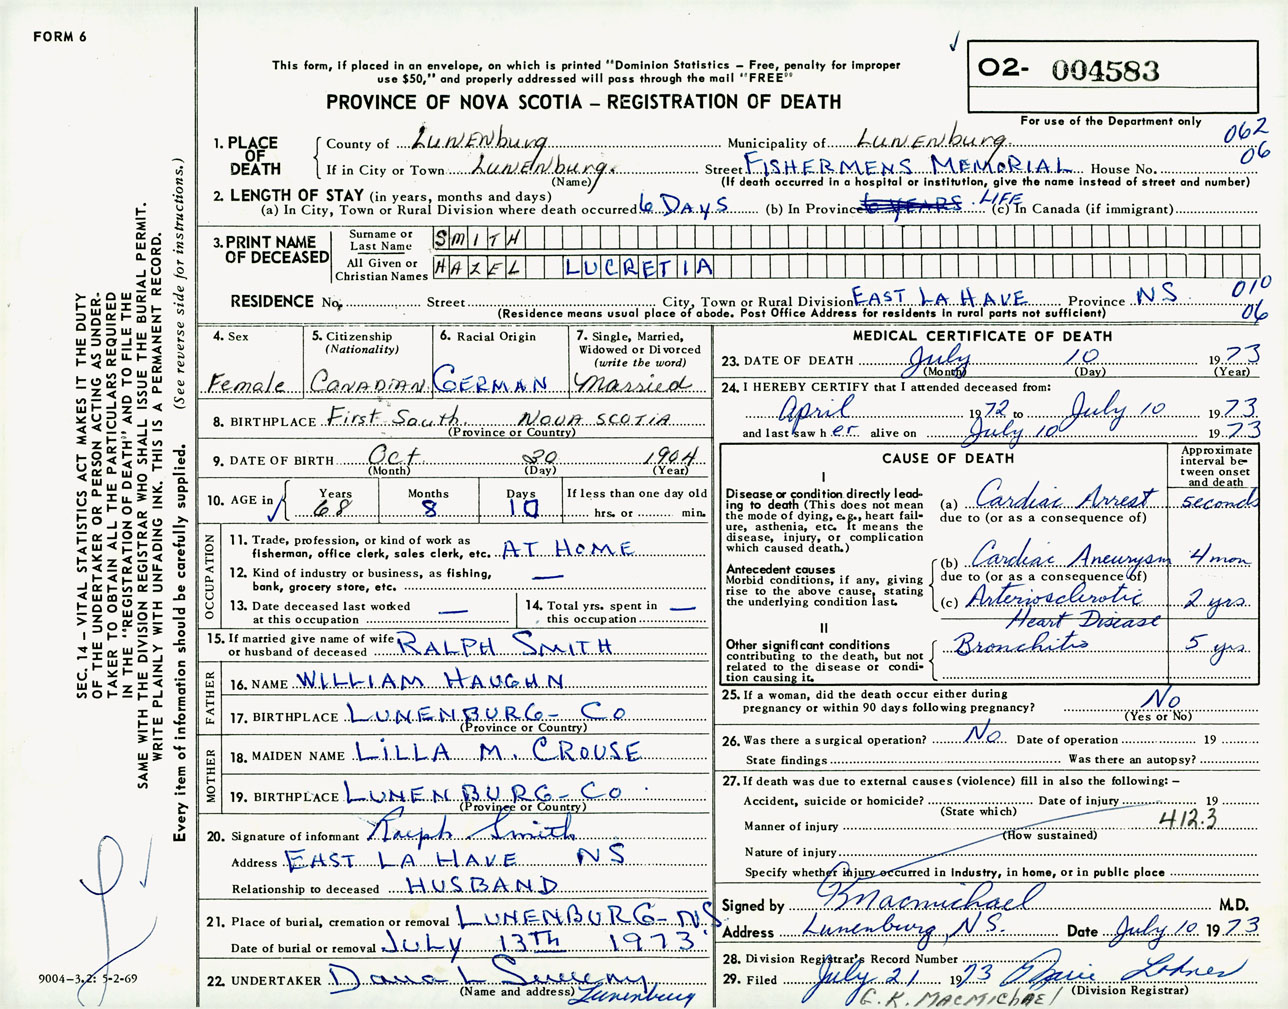 FORM 6
This form, if placed in an envelope, on which is printed "Dominion Statistics – Free, penalty for improper
use $50," and properly addressed will pass through the mail "FREE"
PROVINCE OF NOVA SCOTIA – REGISTRATION OF DEATH
O2- 004583
For use of the Department only
062
06
1. PLACE OF DEATH
County of Lunenburg Municipality of Lunenburg
If in City or Town Lunenburg. Street FISHERMENS MEMORIAL House No.
(Name) (If death occurred in a hospital or institution, give the name instead of street and number)
2. LENGTH OF STAY (in years, months and days)
(a) In City, Town or Rural Division where death occurred 6 DAYS (b) In Province 6 YEARS LIFE (c) In Canada (if immigrant)
3. PRINT NAME OF DECEASED
Surname or Last Name SMITH
All Given or Christian Names HAZEL LUCRETIA
RESIDENCE No. Street City, Town or Rural Division EAST LA HAVE Province NS
(Residence means usual place of abode. Post Office Address for residents in rural parts not sufficient)
010
06
4. Sex
Female
5. Citizenship
(Nationality)
CANADIAN
6. Racial Origin
GERMAN
7. Single, Married,
Widowed or Divorced
(write the word)
Married
8. BIRTHPLACE First South. NOVA SCOTIA
(Province or Country)
9. DATE OF BIRTH Oct. 20 1904
(Month) (Day) (Year)
10. AGE in
Years 68
Months 8
Days 10
If less than one day old
hrs. or min.
OCCUPATION
11. Trade, profession, or kind of work as
fisherman, office clerk, sales clerk, etc. AT HOME
12. Kind of industry or business, as fishing,
bank, grocery store, etc. —
13. Date deceased last worked
at this occupation —
14. Total yrs. spent in
this occupation —
15. If married give name of wife
or husband of deceased RALPH SMITH
FATHER
16. NAME WILLIAM HAUGHN
17. BIRTHPLACE LUNENBURG- CO
(Province or Country)
MOTHER
18. MAIDEN NAME LILLA M. CROUSE
19. BIRTHPLACE LUNENBURG- CO
(Province or Country)
20. Signature of informant Ralph Smith
Address EAST LA HAVE NS
Relationship to deceased HUSBAND
21. Place of burial, cremation or removal LUNENBURG- NS
Date of burial or removal JULY 13TH 1973
22. UNDERTAKER Dana L Sweeny
(Name and address) Lunenburg
MEDICAL CERTIFICATE OF DEATH
23. DATE OF DEATH July 10 1973
(Month) (Day) (Year)
24. I HEREBY CERTIFY that I attended deceased from:
April 1972 to July 10 1973
and last saw her alive on July 10 1973
CAUSE OF DEATH
Approximate
interval be-
tween onset
and death
I
Disease or condition directly lead-
ing to death (This does not mean
the mode of dying, e.g., heart fail-
ure, asthenia, etc. It means the
disease, injury, or complication
which caused death.)
(a) Cardiac Arrest seconds
due to (or as a consequence of)
Antecedent causes
Morbid conditions, if any, giving
rise to the above cause, stating
the underlying condition last.
(b) Cardiac Aneurysm 4 mon
due to (or as a consequence of)
(c) Arteriosclerotic 2 yrs
Heart Disease
II
Other significant conditions
contributing to the death, but not
related to the disease or condi-
tion causing it.
Bronchitis 5 yrs
25. If a woman, did the death occur either during
pregnancy or within 90 days following pregnancy? No
(Yes or No)
26. Was there a surgical operation? No Date of operation 19
State findings Was there an autopsy?
27. If death was due to external causes (violence) fill in also the following: –
Accident, suicide or homicide? Date of injury 19
(State which)
Manner of injury 412.3
(How sustained)
Nature of injury
Specify whether injury occurred in Industry, in home, or in public place
Signed by GKMacmichael M.D.
Address Lunenburg, N.S. Date July 10 1973
28. Division Registrar's Record Number
29. Filed July 21 1973
(Division Registrar)
G. K. MACMICHAEL
SEC. 14 – VITAL STATISTICS ACT MAKES IT THE DUTY
OF THE UNDERTAKER OR PERSON ACTING AS UNDER-
TAKER TO OBTAIN ALL THE PARTICULARS REQUIRED
IN THE "REGISTRATION OF DEATH" AND TO FILE THE
SAME WITH THE DIVISION REGISTRAR WHO SHALL ISSUE THE BURIAL PERMIT.
WRITE PLAINLY WITH UNFADING INK. THIS IS A PERMANENT RECORD.
Every item of information should be carefully supplied. (See reverse side for instructions.)
9004–3.2: 5-2-69